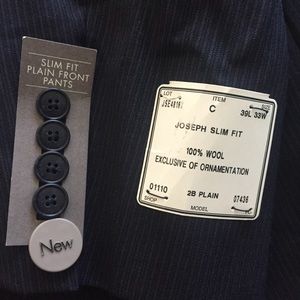 SLIM FIT
PLAIN FRONT
PANTS
New
LOT ITEM SIZE
C 39L 33W
JOSEPH SLIM FIT
100% WOOL
EXCLUSIVE OF ORNAMENTATION
01110 2B PLAIN 07436
SHOP MODEL